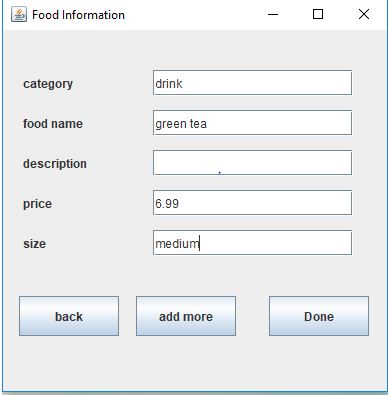 Food Information
category drink
food name green tea
description
price 6.99
size medium
back add more Done